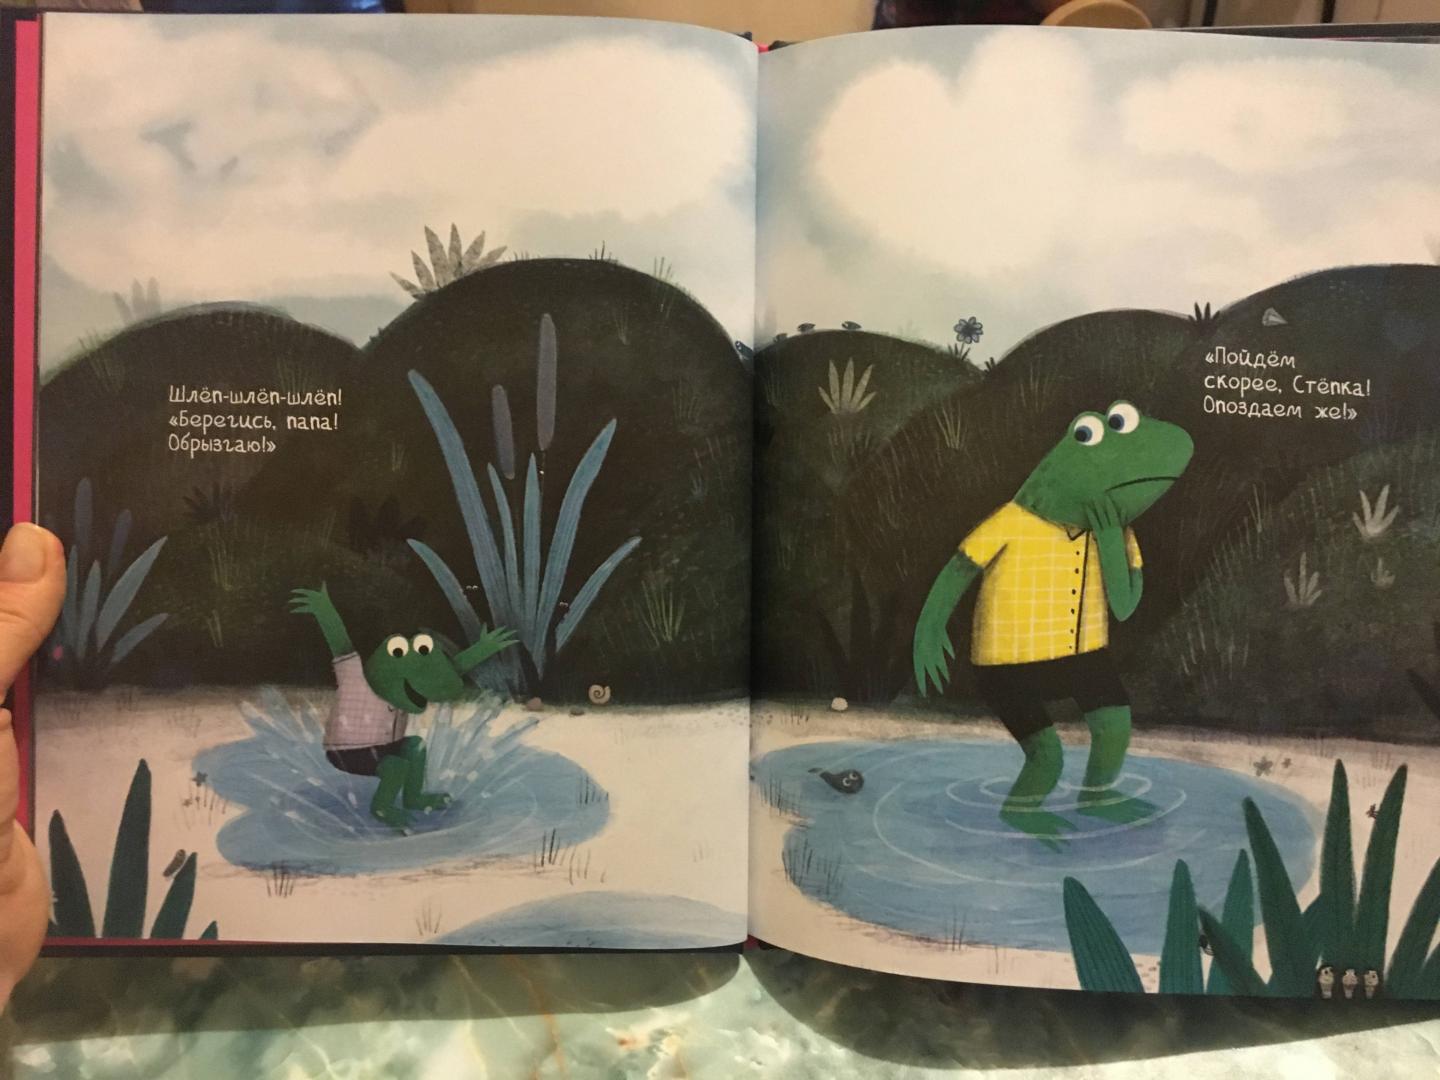 Шлёп-шлёп-шлёп!
«Берегись, папа!
Обрызгаю!»
«Пойдём
скорее, Стёпка!
Опоздаем же!»